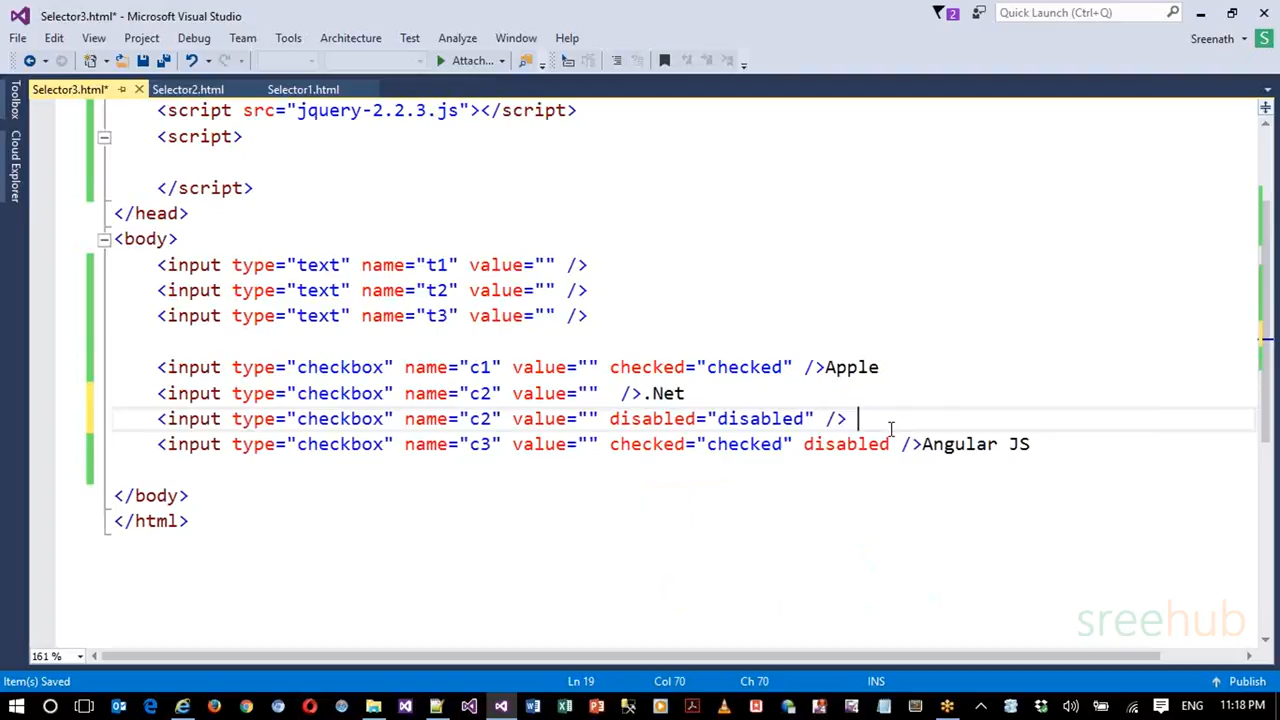 Selector3.html* - Microsoft Visual Studio
2
Quick Launch (Ctrl+Q)
File Edit View Project Debug Team Tools Architecture Test Analyze Window Help
Sreenath S
Attach...
Selector3.html* Selector2.html Selector1.html
Toolbox
Cloud Explorer
<script src="jquery-2.2.3.js"></script>
<script>
</script>
</head>
<body>
<input type="text" name="t1" value="" />
<input type="text" name="t2" value="" />
<input type="text" name="t3" value="" />
<input type="checkbox" name="c1" value="" checked="checked" />Apple
<input type="checkbox" name="c2" value=""  />.Net
<input type="checkbox" name="c2" value="" disabled="disabled" />
<input type="checkbox" name="c3" value="" checked="checked" disabled />Angular JS
</body>
</html>
sreehub
161 %
Item(s) Saved Ln 19 Col 70 Ch 70 INS Publish
ENG 11:18 PM